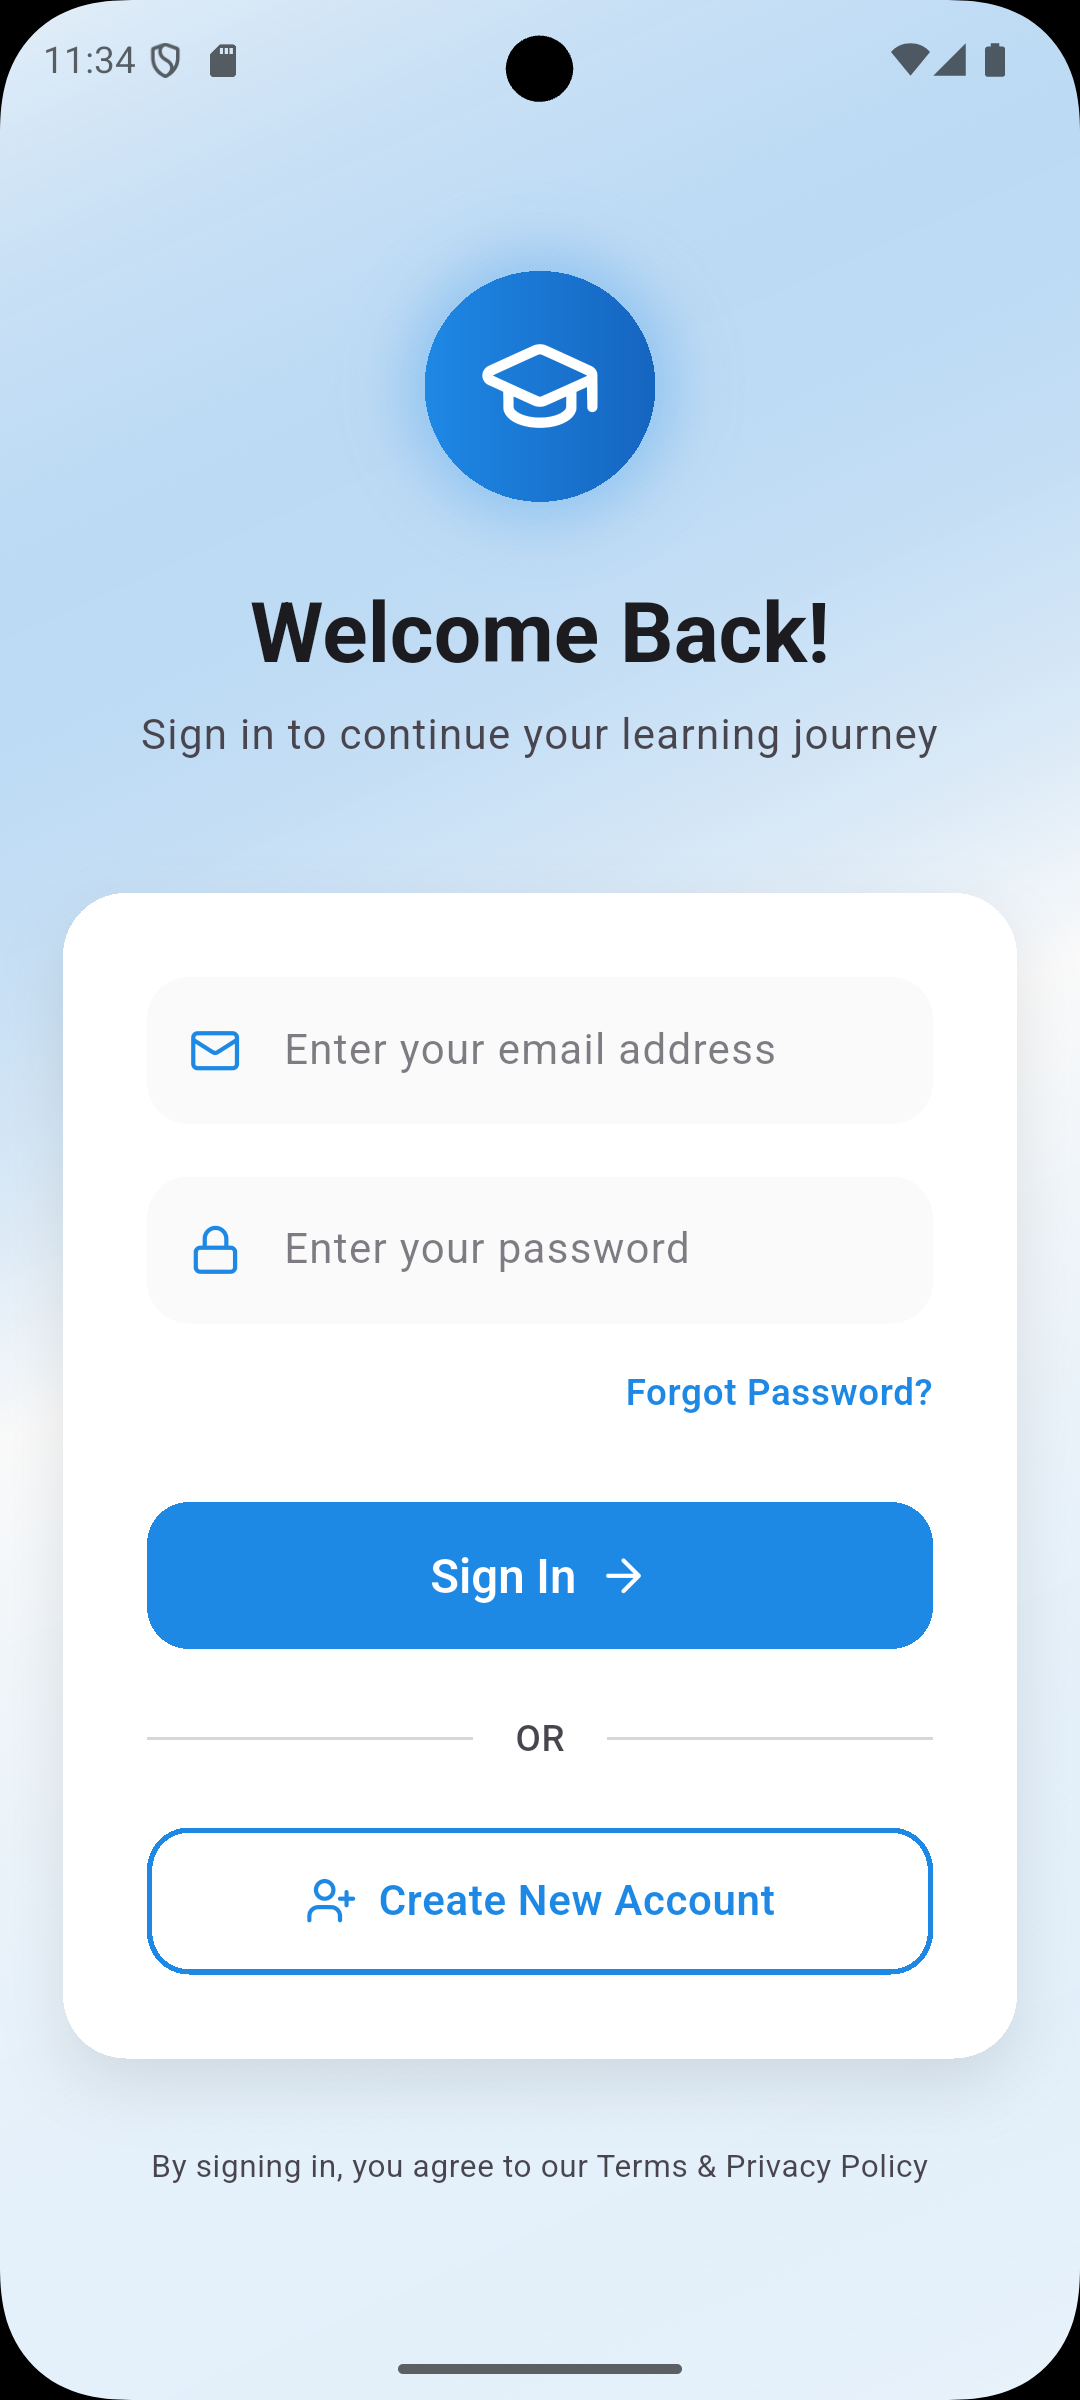 11:34
Welcome Back!
Sign in to continue your learning journey
Enter your email address
Enter your password
Forgot Password?
Sign In
OR
Create New Account
By signing in, you agree to our Terms & Privacy Policy